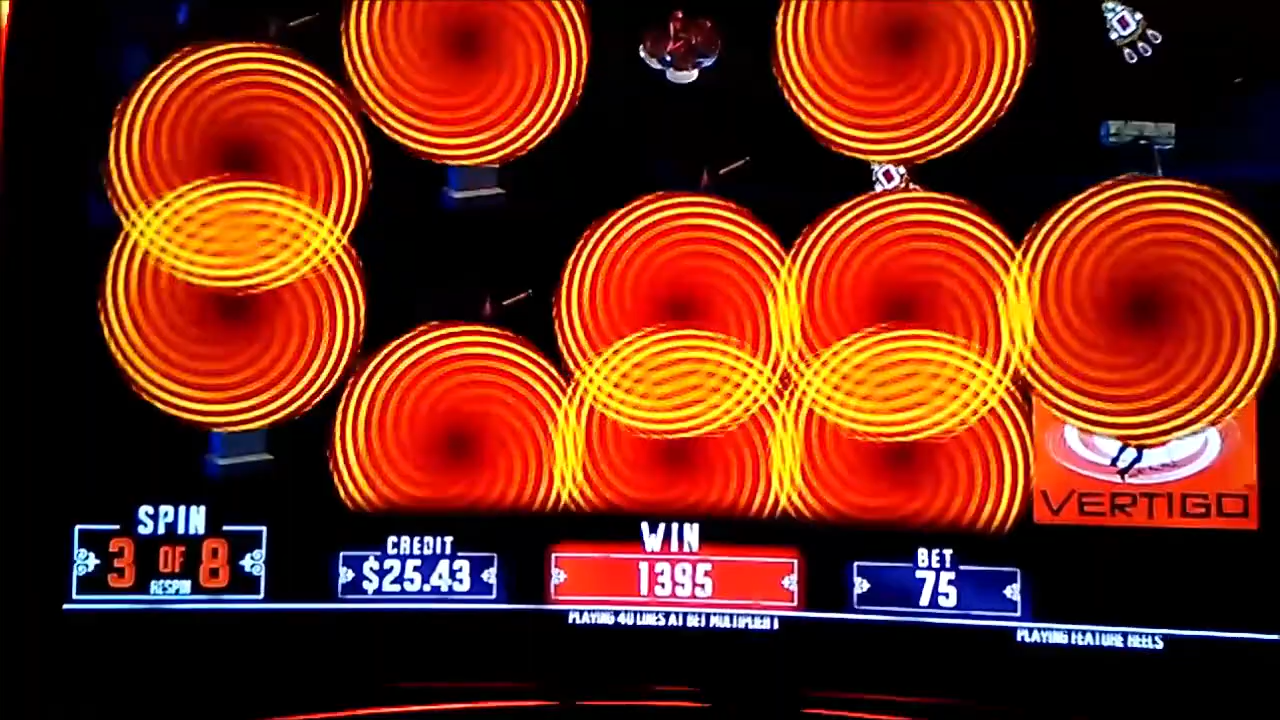 VERTIGO
SPIN
3 OF 8
RESPIN
CREDIT
$25.43
WIN
1395
BET
75
PLAYING 40 LINES AT BET MULTIPLIER 1
PLAYING FEATURE REELS